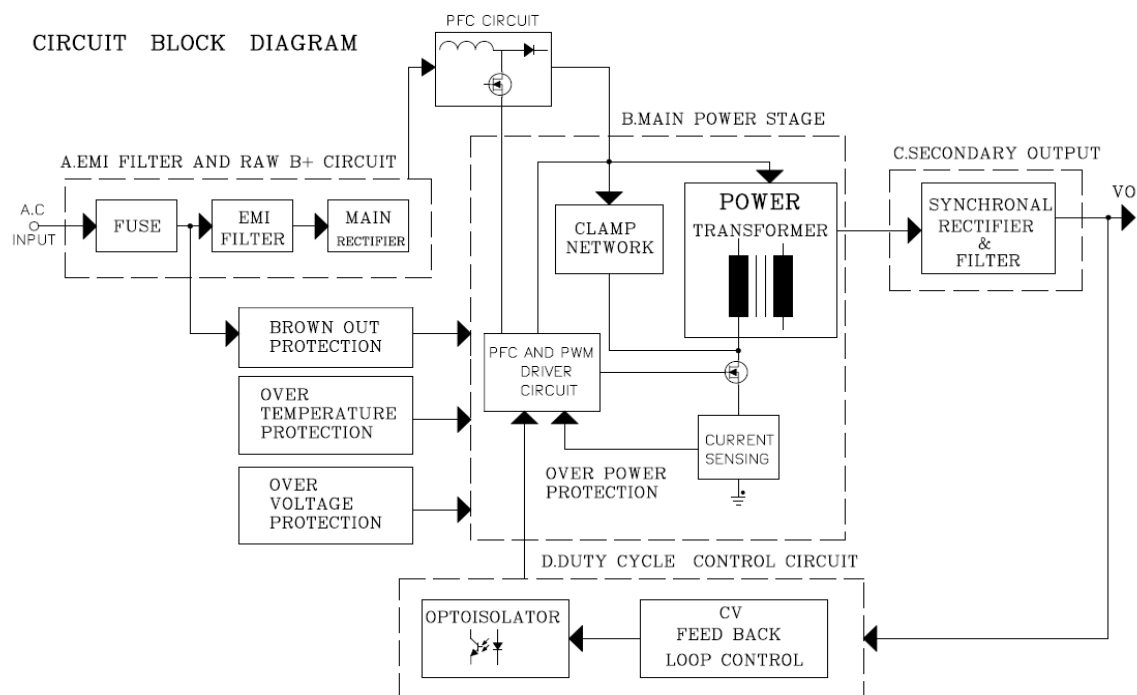 CIRCUIT BLOCK DIAGRAM
PFC CIRCUIT
B.MAIN POWER STAGE
A.EMI FILTER AND RAW B+ CIRCUIT
C.SECONDARY OUTPUT
A.C
INPUT
FUSE
EMI
FILTER
MAIN
RECTIFIER
CLAMP
NETWORK
POWER
TRANSFORMER
SYNCHRONAL
RECTIFIER
&
FILTER
VO
BROWN OUT
PROTECTION
PFC AND PWM
DRIVER
CIRCUIT
OVER
TEMPERATURE
PROTECTION
CURRENT
SENSING
OVER POWER
PROTECTION
OVER
VOLTAGE
PROTECTION
D.DUTY CYCLE CONTROL CIRCUIT
OPTOISOLATOR
CV
FEED BACK
LOOP CONTROL